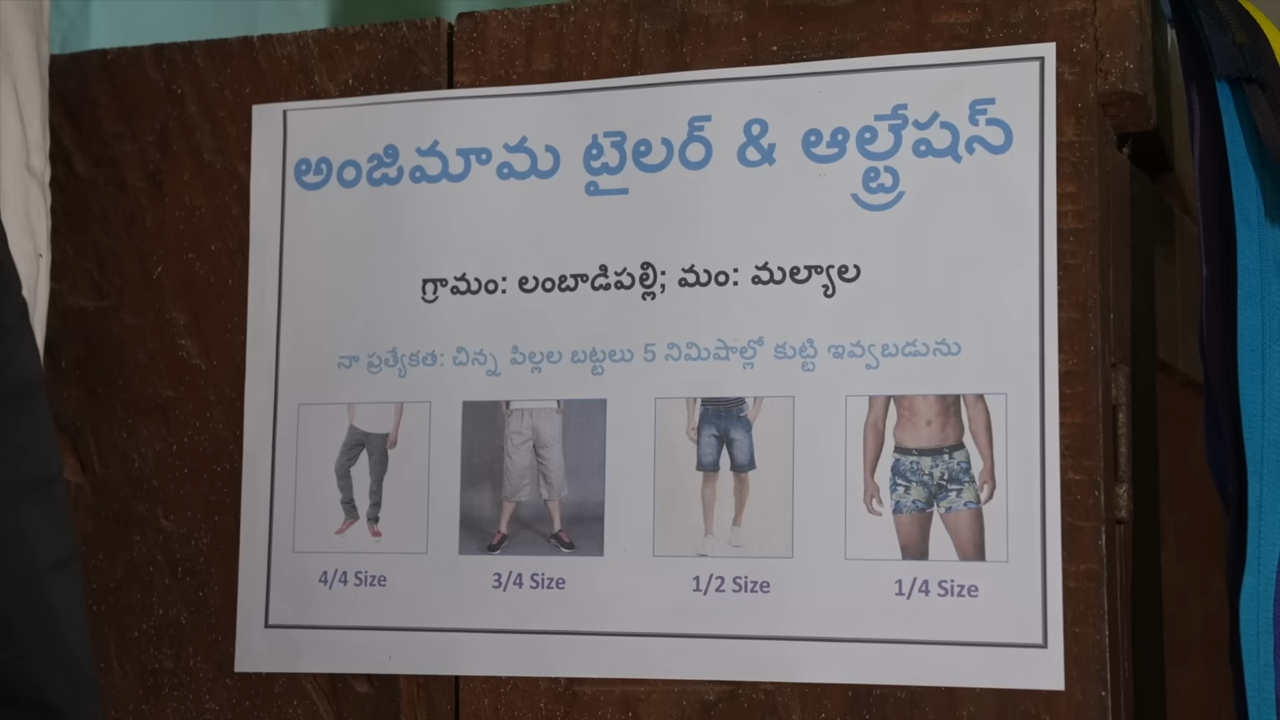 అంజిమామ టైలర్ & ఆల్ట్రేషన్
గ్రామం: లంబాడిపల్లి; మం: మల్యాల
నా ప్రత్యేకత: చిన్న పిల్లల బట్టలు 5 నిమిషాల్లో కుట్టి ఇవ్వబడును
4/4 Size 3/4 Size 1/2 Size 1/4 Size